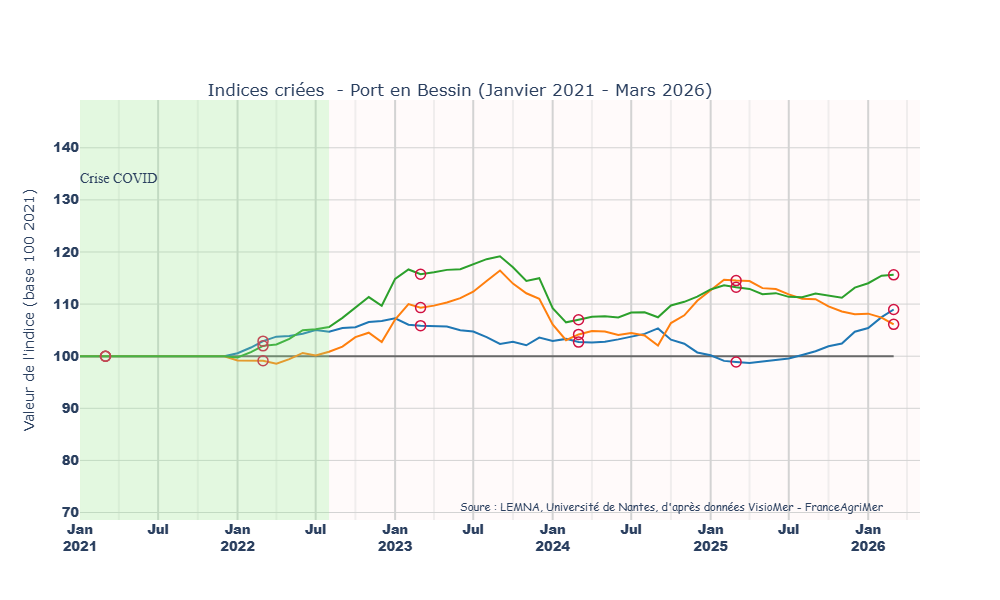 Indices criées  - Port en Bessin (Janvier 2021 - Mars 2026)
Valeur de l'indice (base 100 2021)
140
Crise COVID
130
120
110
100
90
80
70
Soure : LEMNA, Université de Nantes, d'après données VisioMer - FranceAgriMer
Jan Jul Jan Jul Jan Jul Jan Jul Jan Jul Jan
2021 2022 2023 2024 2025 2026